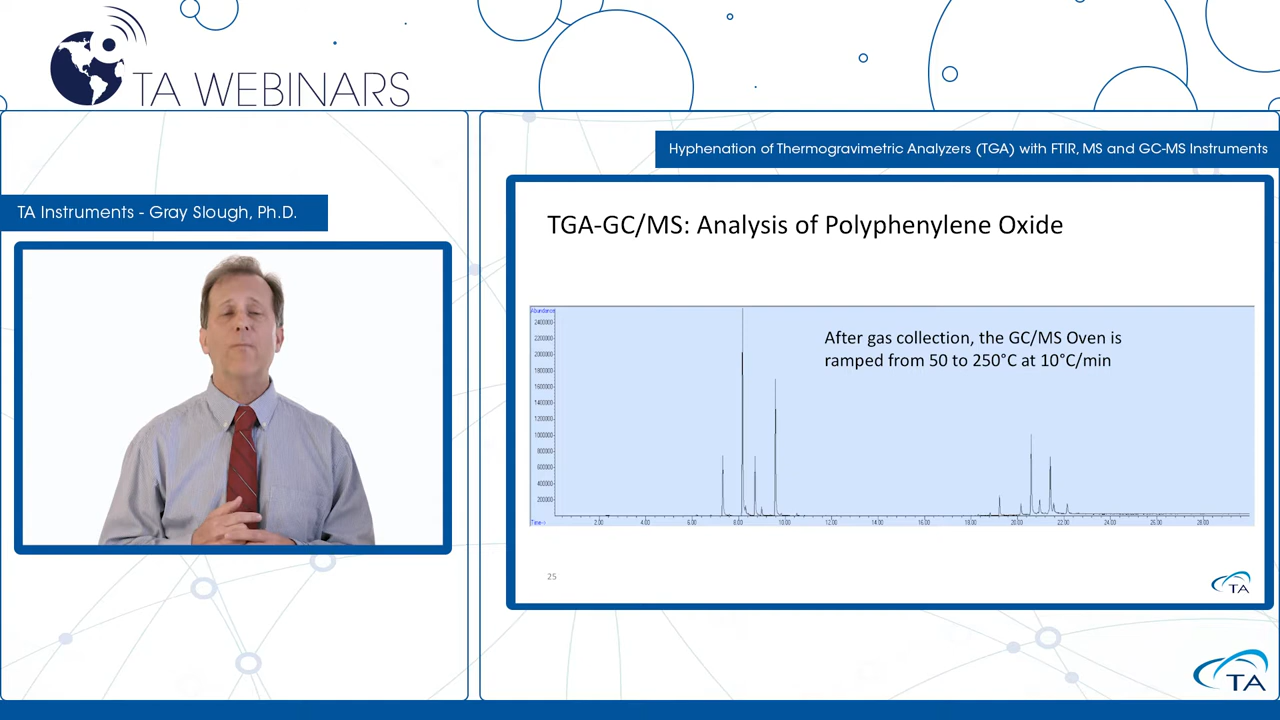 TA WEBINARS
Hyphenation of Thermogravimetric Analyzers (TGA) with FTIR, MS and GC-MS Instruments
TA Instruments - Gray Slough, Ph.D.
TGA-GC/MS: Analysis of Polyphenylene Oxide
Abundance
After gas collection, the GC/MS Oven is
ramped from 50 to 250°C at 10°C/min
2400000
2200000
2000000
1800000
1600000
1400000
1200000
1000000
800000
600000
400000
200000
Time->
2.00 4.00 6.00 8.00 10.00 12.00 14.00 16.00 18.00 20.00 22.00 24.00 26.00 28.00
25
TA
TA